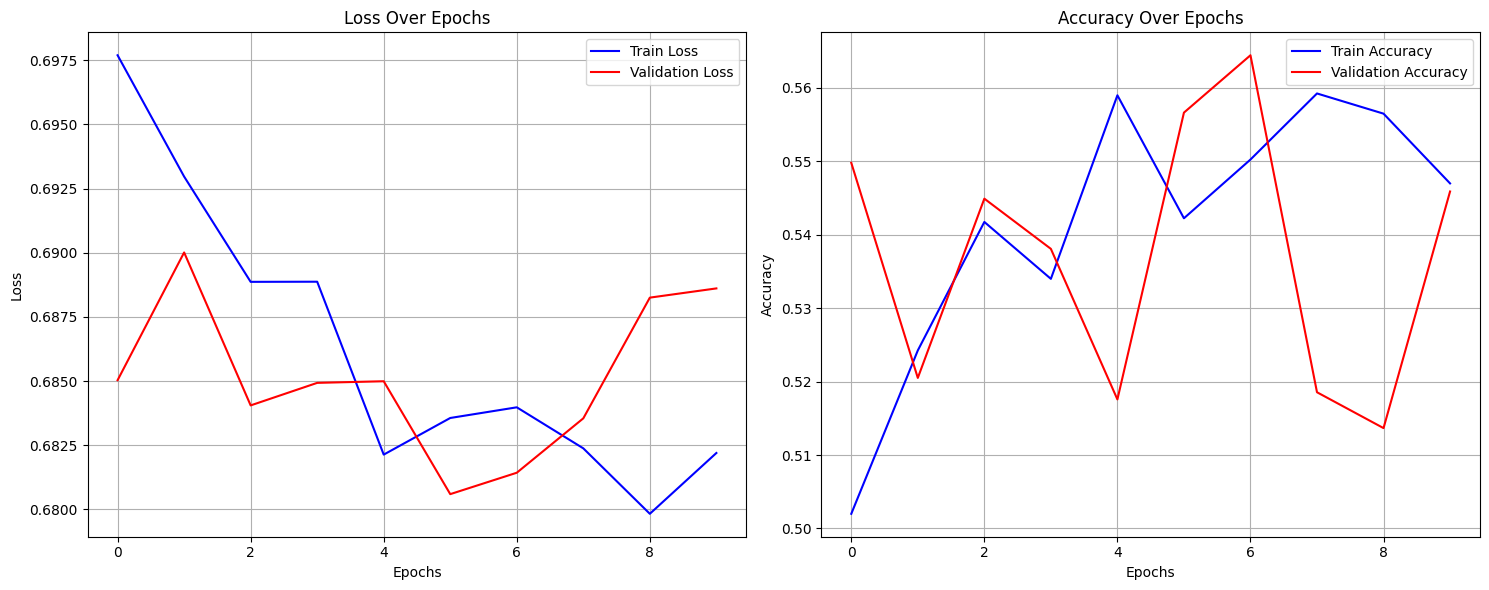 Loss Over Epochs
Train Loss
Validation Loss
0.6975
0.6950
0.6925
0.6900
0.6875
0.6850
0.6825
0.6800
Loss
0 2 4 6 8
Epochs
Accuracy Over Epochs
Train Accuracy
Validation Accuracy
0.56
0.55
0.54
0.53
0.52
0.51
0.50
Accuracy
0 2 4 6 8
Epochs